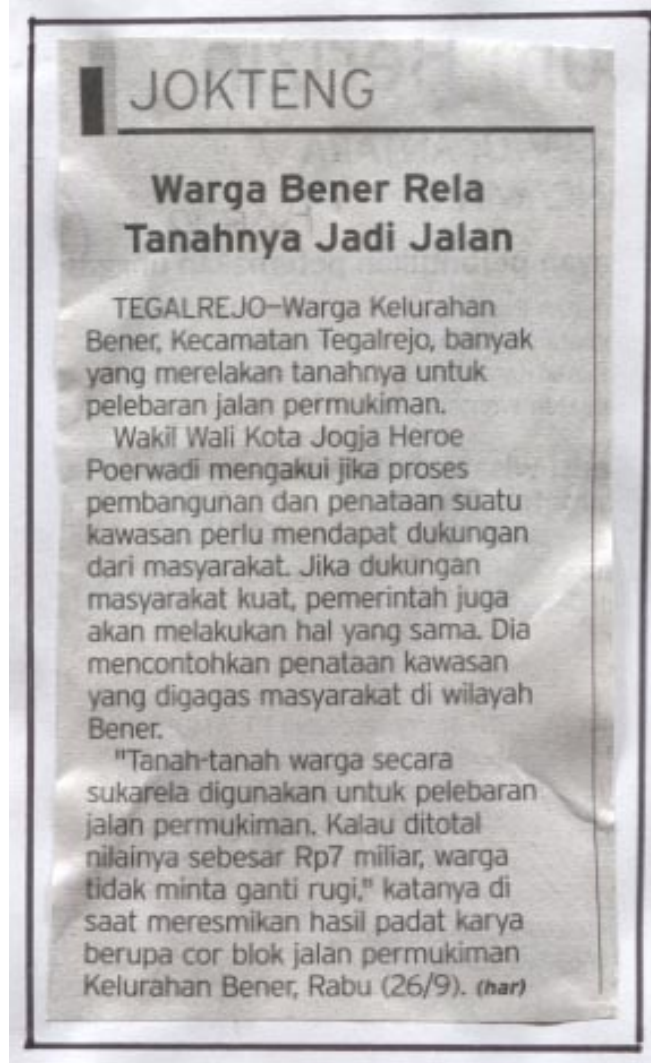 JOKTENG
Warga Bener Rela
Tanahnya Jadi Jalan
TEGALREJO–Warga Kelurahan
Bener, Kecamatan Tegalrejo, banyak
yang merelakan tanahnya untuk
pelebaran jalan permukiman.
Wakil Wali Kota Jogja Heroe
Poerwadi mengakui jika proses
pembangunan dan penataan suatu
kawasan perlu mendapat dukungan
dari masyarakat. Jika dukungan
masyarakat kuat, pemerintah juga
akan melakukan hal yang sama. Dia
mencontohkan penataan kawasan
yang digagas masyarakat di wilayah
Bener.
"Tanah-tanah warga secara
sukarela digunakan untuk pelebaran
jalan permukiman. Kalau ditotal
nilainya sebesar Rp7 miliar, warga
tidak minta ganti rugi," katanya di
saat meresmikan hasil padat karya
berupa cor blok jalan permukiman
Kelurahan Bener, Rabu (26/9). (har)